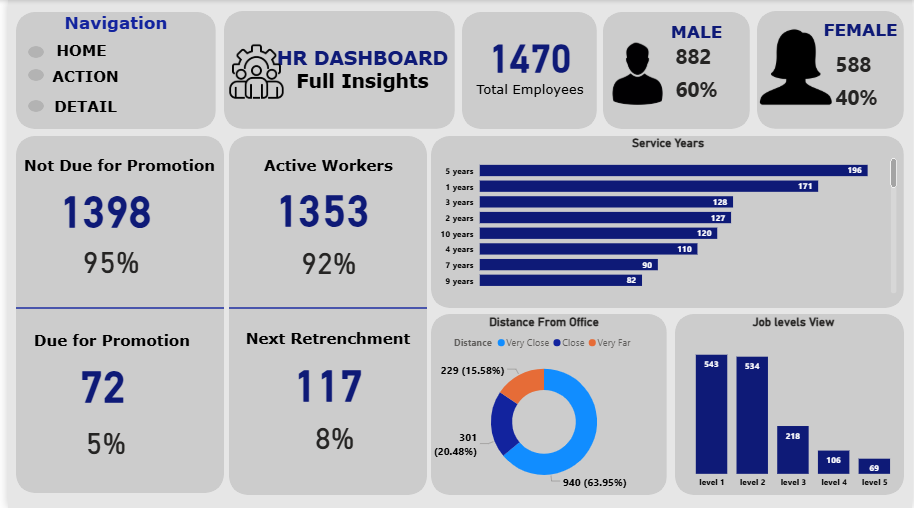 Navigation
HOME
ACTION
DETAIL
HR DASHBOARD
Full Insights
1470
Total Employees
MALE
882
60%
FEMALE
588
40%
Not Due for Promotion
1398
95%
Active Workers
1353
92%
Due for Promotion
72
5%
Next Retrenchment
117
8%
Service Years
5 years 196
1 years 171
3 years 128
2 years 127
10 years 120
4 years 110
7 years 90
9 years 82
Distance From Office
Distance Very Close Close Very Far
229 (15.58%)
301
(20.48%)
940 (63.95%)
Job levels View
543 534 218 106 69
level 1 level 2 level 3 level 4 level 5